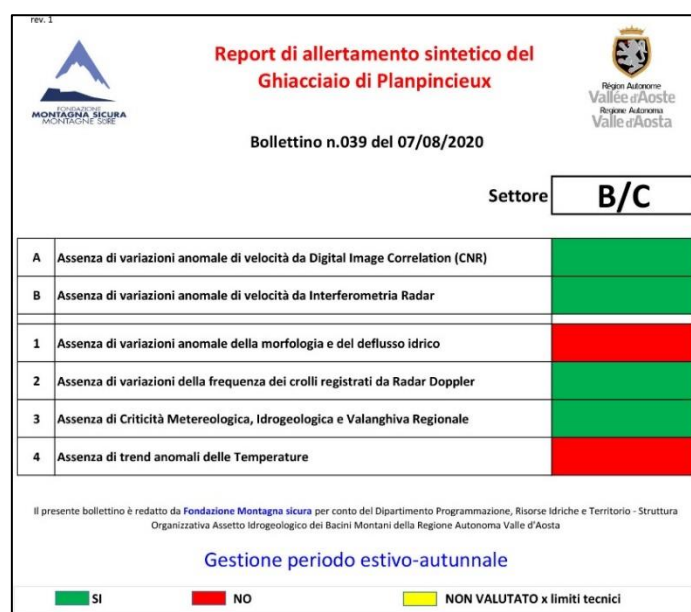 rev. 1
Report di allertamento sintetico del
Ghiacciaio di Planpincieux
FONDAZIONE
MONTAGNA SICURA
MONTAGNE SÛRE
Région Autonome
Vallée d'Aoste
Regione Autonoma
Valle d'Aosta
Bollettino n.039 del 07/08/2020
Settore B/C
A Assenza di variazioni anomale di velocità da Digital Image Correlation (CNR)
B Assenza di variazioni anomale di velocità da Interferometria Radar
1 Assenza di variazioni anomale della morfologia e del deflusso idrico
2 Assenza di variazioni della frequenza dei crolli registrati da Radar Doppler
3 Assenza di Criticità Metereologica, Idrogeologica e Valanghiva Regionale
4 Assenza di trend anomali delle Temperature
Il presente bollettino è redatto da Fondazione Montagna sicura per conto del Dipartimento Programmazione, Risorse Idriche e Territorio - Struttura
Organizzativa Assetto Idrogeologico dei Bacini Montani della Regione Autonoma Valle d'Aosta
Gestione periodo estivo-autunnale
SI NO NON VALUTATO x limiti tecnici